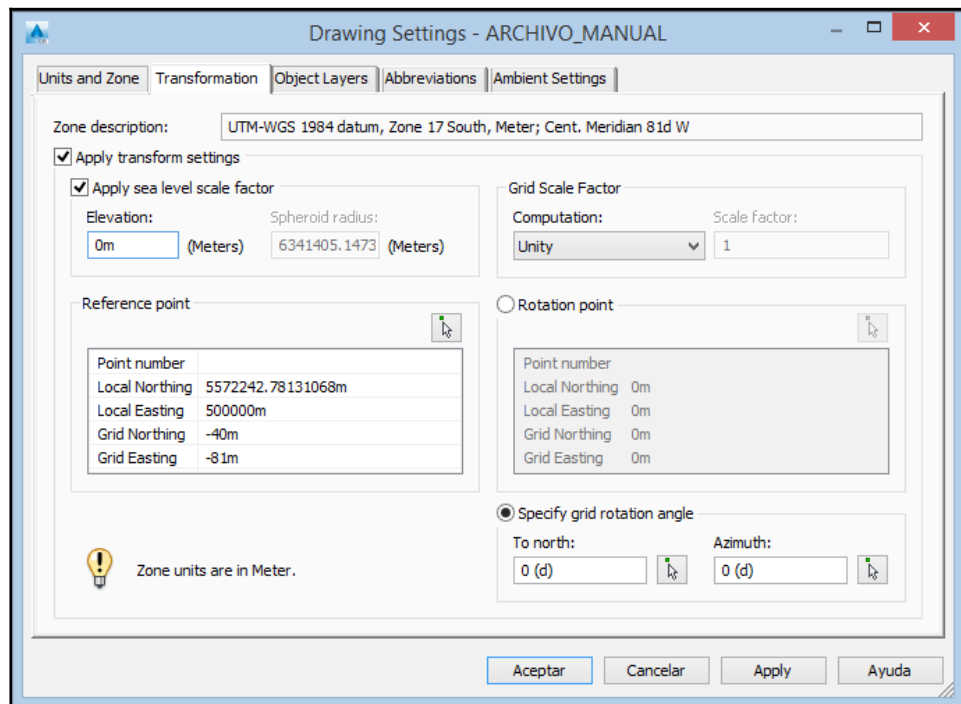 Drawing Settings - ARCHIVO_MANUAL
Units and Zone Transformation Object Layers Abbreviations Ambient Settings
Zone description: UTM-WGS 1984 datum, Zone 17 South, Meter; Cent. Meridian 81d W
Apply transform settings
Apply sea level scale factor
Elevation: Spheroid radius:
0m (Meters) 6341405.1473 (Meters)
Grid Scale Factor
Computation: Scale factor:
Unity 1
Reference point
Point number
Local Northing 5572242.78131068m
Local Easting 500000m
Grid Northing -40m
Grid Easting -81m
Rotation point
Point number
Local Northing 0m
Local Easting 0m
Grid Northing 0m
Grid Easting 0m
Specify grid rotation angle
To north: Azimuth:
0 (d) 0 (d)
Zone units are in Meter.
Aceptar Cancelar Apply Ayuda